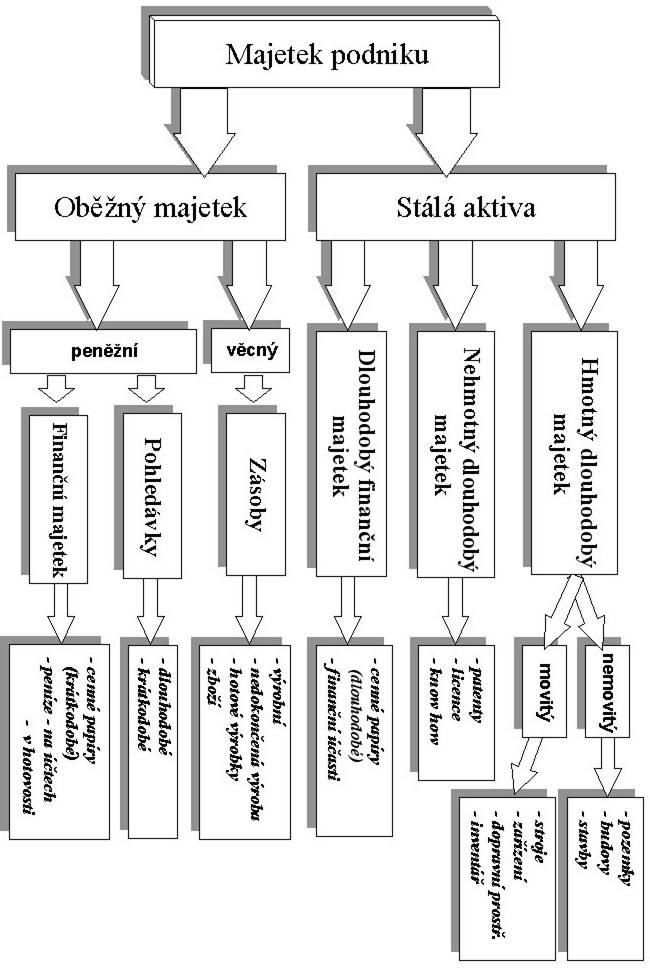 Majetek podniku
Oběžný majetek
Stálá aktiva
peněžní
věcný
Finanční majetek
Pohledávky
Zásoby
Dlouhodobý finanční
majetek
Nehmotný dlouhodobý
majetek
Hmotný dlouhodobý
majetek
movitý
nemovitý
- cenné papíry
(krátkodobé)
- peníze - na účtech
- v hotovosti
- dlouhodobé
- krátkodobé
- výrobní
- nedokončená výroba
- hotové výrobky
- zboží
- cenné papíry
(dlouhodobé)
- finanční účasti
- patenty
- licence
- know how
- stroje
- zařízení
- dopravní prostř.
- inventář
- pozemky
- budovy
- stavby